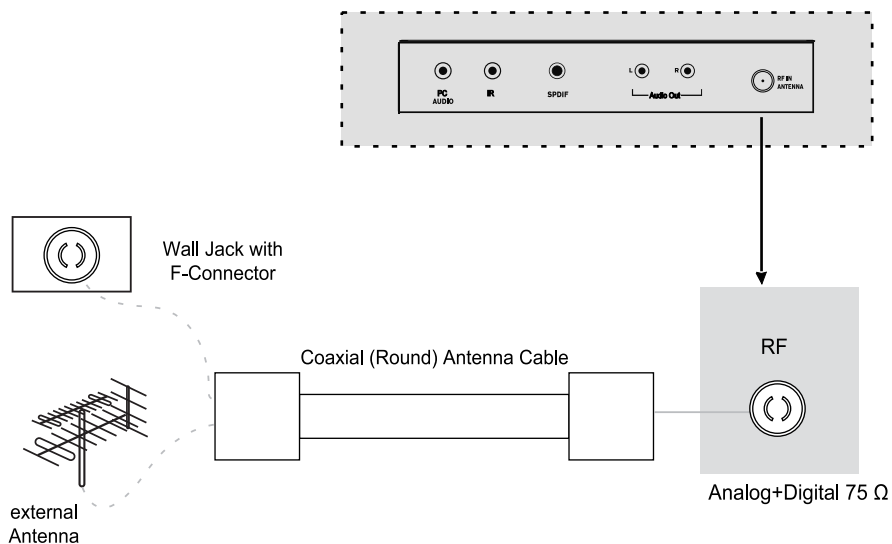 PC
AUDIO
IR
SPDIF
L
R
Audio Out
RF IN
ANTENNA
Wall Jack with
F-Connector
Coaxial (Round) Antenna Cable
RF
Analog+Digital 75 Ω
external
Antenna